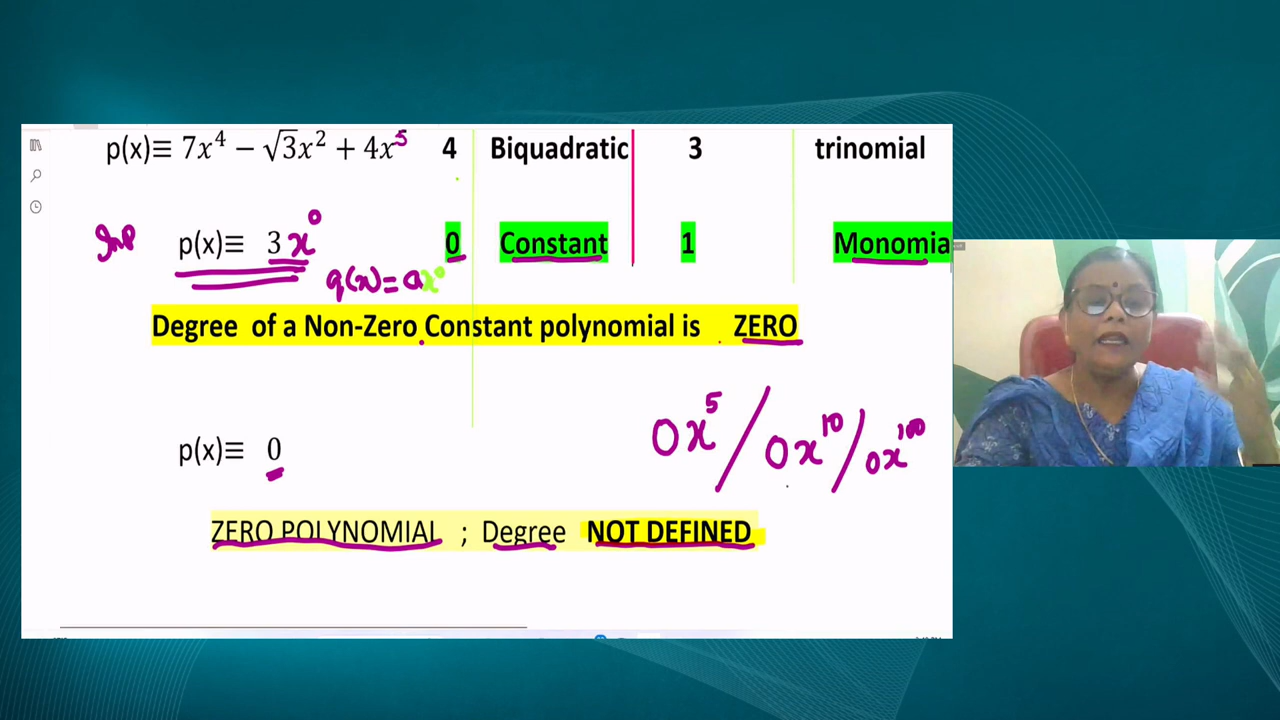 p(x)≡ 7x⁴ − √3x² + 4x⁵ 4 Biquadratic 3 trinomial
Imp p(x)≡ 3x⁰ 0 Constant 1 Monomia
q(x)=ax⁰
Degree of a Non-Zero Constant polynomial is ZERO
0x⁵/0x¹⁰/0x¹⁰⁰
p(x)≡ 0
ZERO POLYNOMIAL ; Degree NOT DEFINED